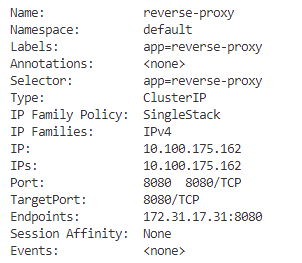 Name:              reverse-proxy
Namespace:         default
Labels:            app=reverse-proxy
Annotations:       <none>
Selector:          app=reverse-proxy
Type:              ClusterIP
IP Family Policy:  SingleStack
IP Families:       IPv4
IP:                10.100.175.162
IPs:               10.100.175.162
Port:              8080  8080/TCP
TargetPort:        8080/TCP
Endpoints:         172.31.17.31:8080
Session Affinity:  None
Events:            <none>